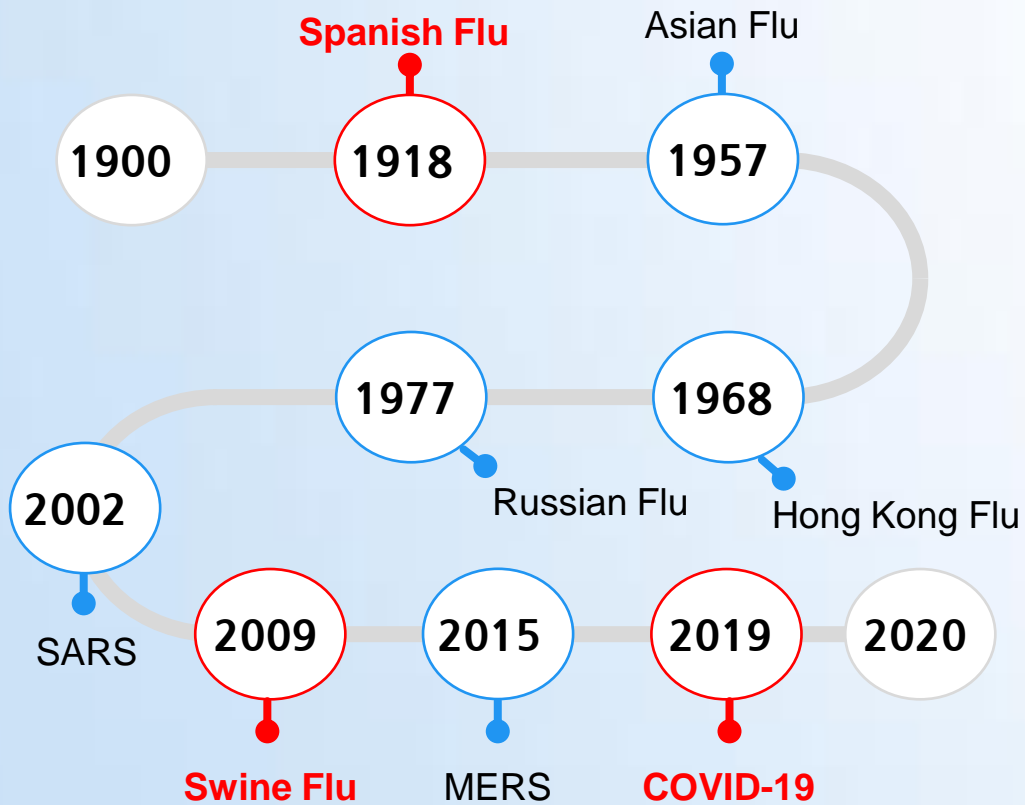 Spanish Flu
Asian Flu
1900
1918
1957
1977
1968
Russian Flu
Hong Kong Flu
2002
SARS
2009
2015
2019
2020
Swine Flu
MERS
COVID-19